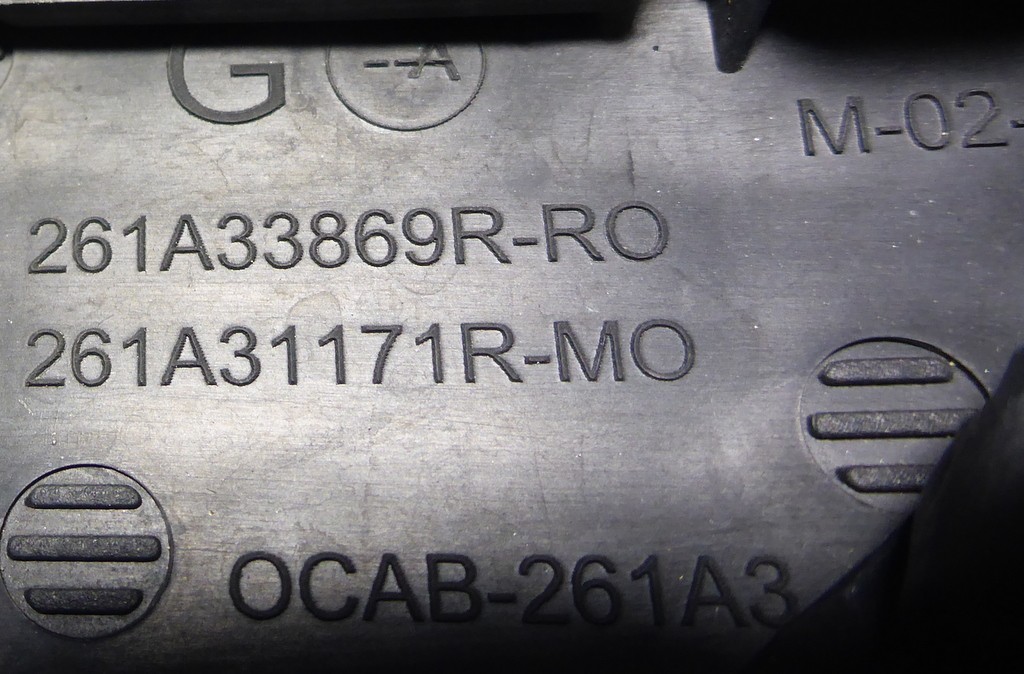 G --A
M-02-
261A33869R-RO
261A31171R-MO
OCAB-261A3